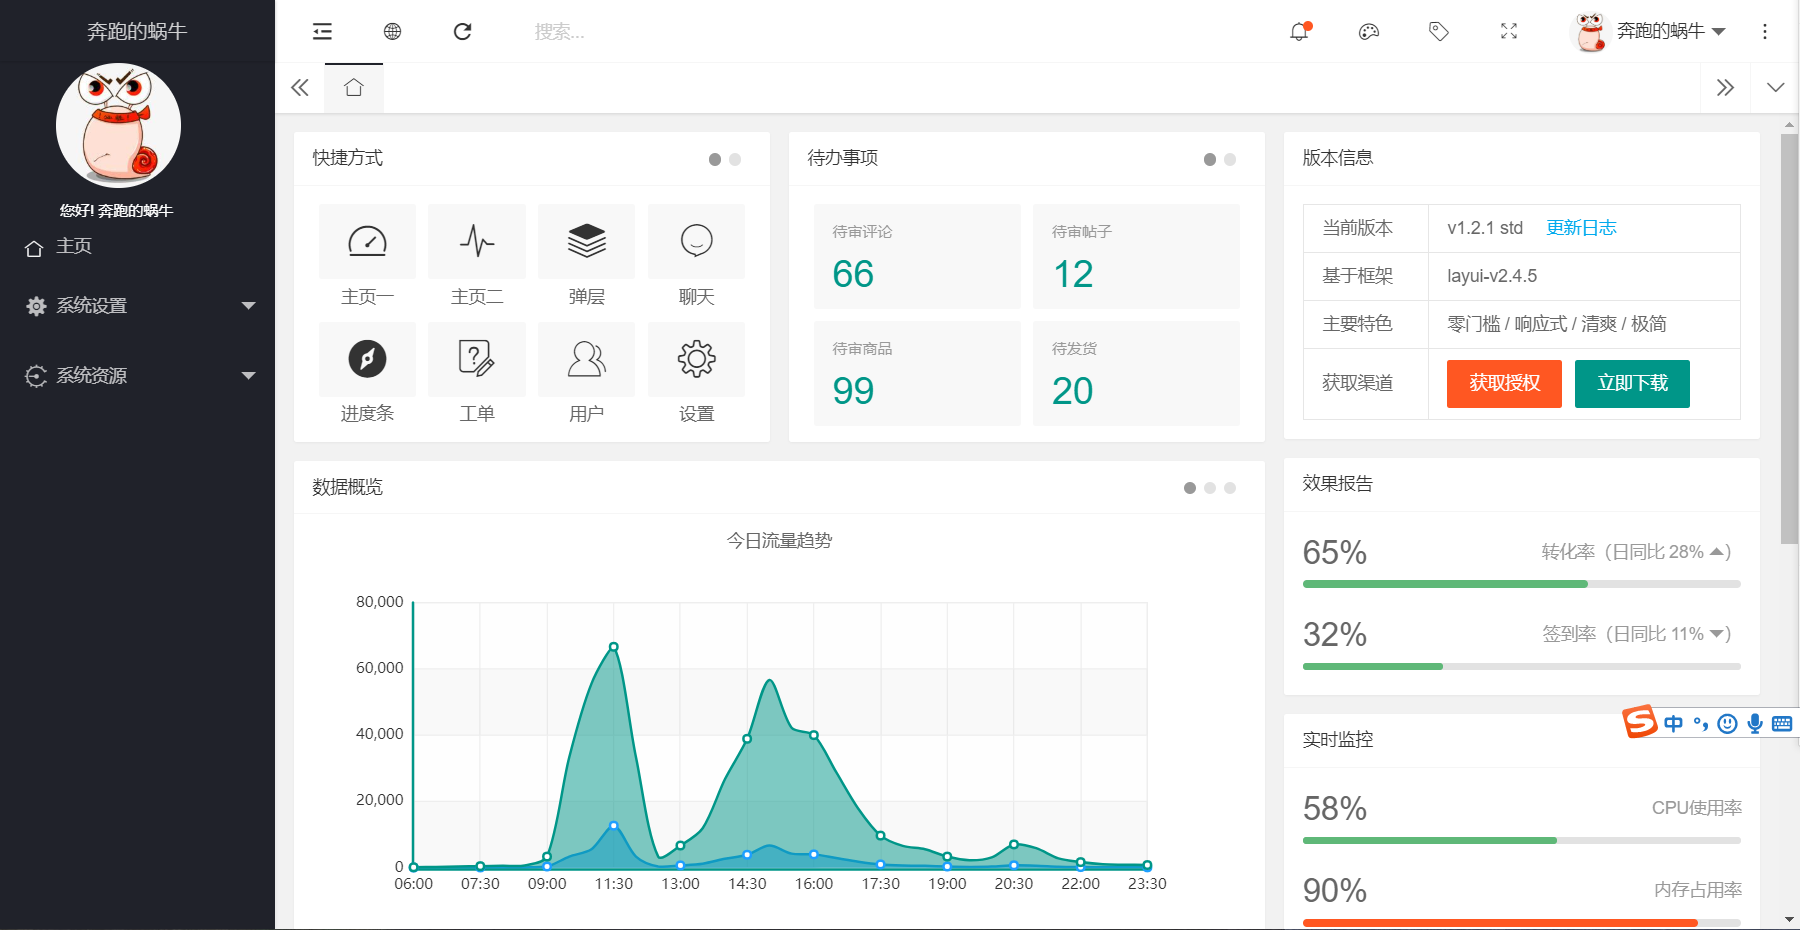 奔跑的蜗牛
搜索...
奔跑的蜗牛
您好! 奔跑的蜗牛
主页
系统设置
系统资源
快捷方式
主页一
主页二
弹层
聊天
进度条
工单
用户
设置
待办事项
待审评论
66
待审帖子
12
待审商品
99
待发货
20
版本信息
当前版本 v1.2.1 std 更新日志
基于框架 layui-v2.4.5
主要特色 零门槛 / 响应式 / 清爽 / 极简
获取渠道 获取授权 立即下载
数据概览
今日流量趋势
80,000
60,000
40,000
20,000
0
06:00 07:30 09:00 11:30 13:00 14:30 16:00 17:30 19:00 20:30 22:00 23:30
效果报告
65% 转化率（日同比 28% ）
32% 签到率（日同比 11% ）
S 中 °,
实时监控
58% CPU使用率
90% 内存占用率